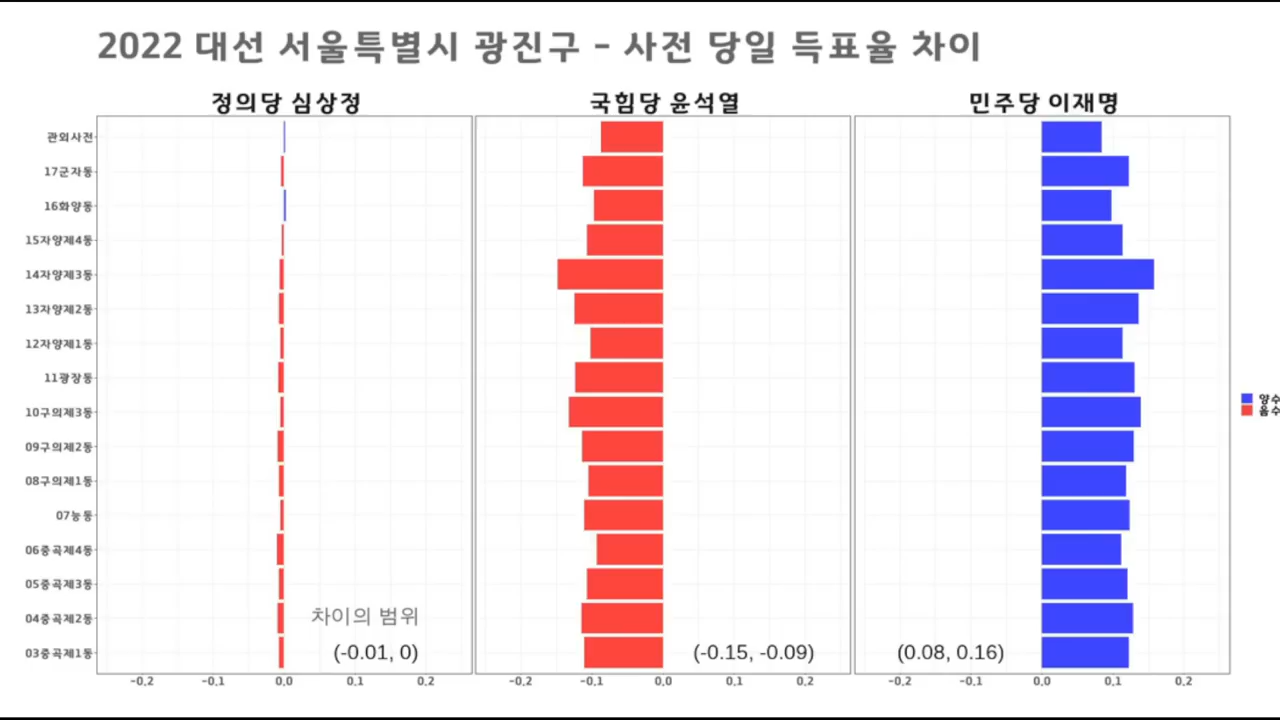 2022 대선 서울특별시 광진구 - 사전 당일 득표율 차이
정의당 심상정
국힘당 윤석열
민주당 이재명
관외사전
17군자동
16화양동
15자양제4동
14자양제3동
13자양제2동
12자양제1동
11광장동
10구의제3동
09구의제2동
08구의제1동
07능동
06중곡제4동
05중곡제3동
04중곡제2동
03중곡제1동
차이의 범위
(-0.01, 0)
(-0.15, -0.09)
(0.08, 0.16)
-0.2 -0.1 0.0 0.1 0.2
-0.2 -0.1 0.0 0.1 0.2
-0.2 -0.1 0.0 0.1 0.2
양수
음수